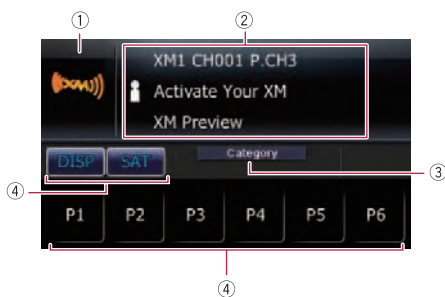 ①
②
XM1 CH001 P.CH3
((XM))
Activate Your XM
XM Preview
DISP SAT
Category
③
④
P1 P2 P3 P4 P5 P6
④